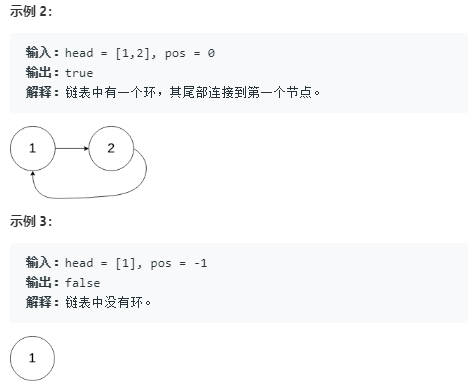 示例 2：
输入：head = [1,2], pos = 0
输出：true
解释：链表中有一个环，其尾部连接到第一个节点。
1 2
示例 3：
输入：head = [1], pos = -1
输出：false
解释：链表中没有环。
1